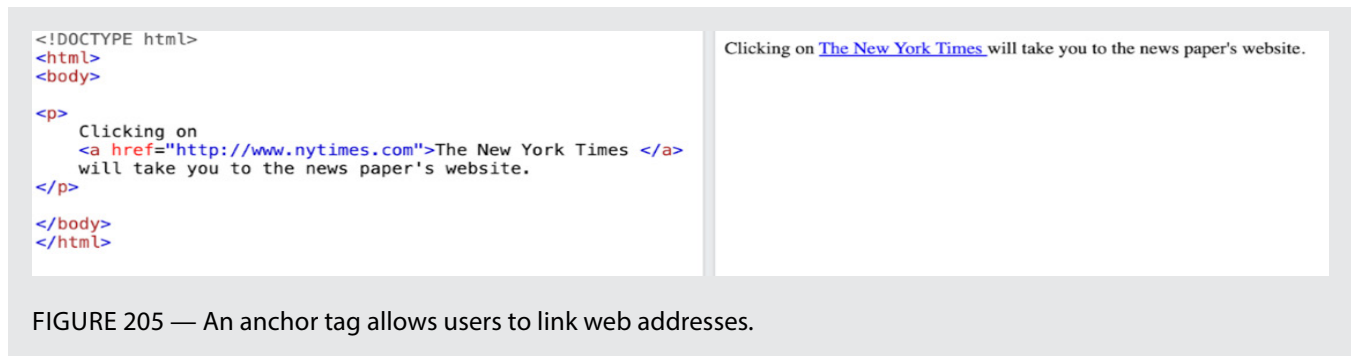 <!DOCTYPE html>
<html>
<body>
<p>
Clicking on
<a href="http://www.nytimes.com">The New York Times </a>
will take you to the news paper's website.
</p>
</body>
</html>
Clicking on The New York Times will take you to the news paper's website.
FIGURE 205 — An anchor tag allows users to link web addresses.